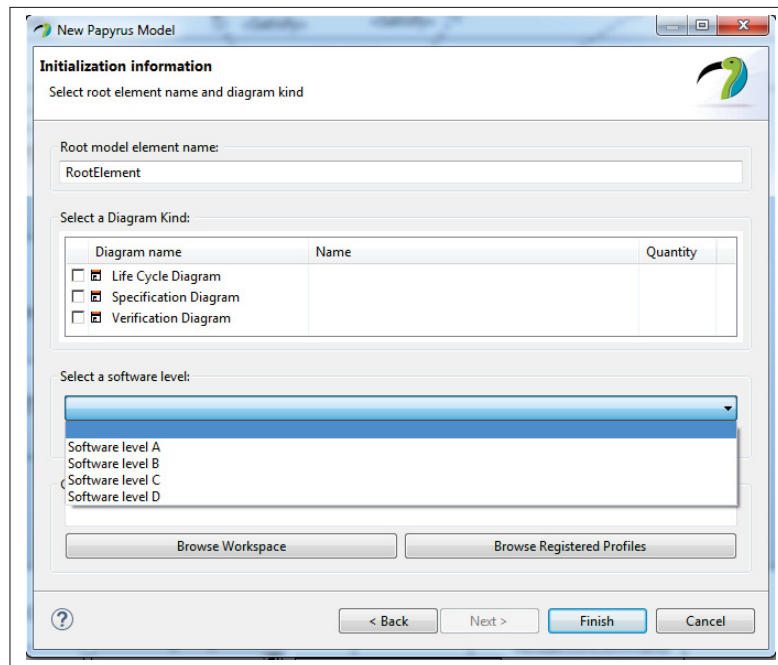 New Papyrus Model
Initialization information
Select root element name and diagram kind
Root model element name:
RootElement
Select a Diagram Kind:
Diagram name Name Quantity
Life Cycle Diagram
Specification Diagram
Verification Diagram
Select a software level:
Software level A
Software level B
Software level C
Software level D
Browse Workspace Browse Registered Profiles
< Back Next > Finish Cancel